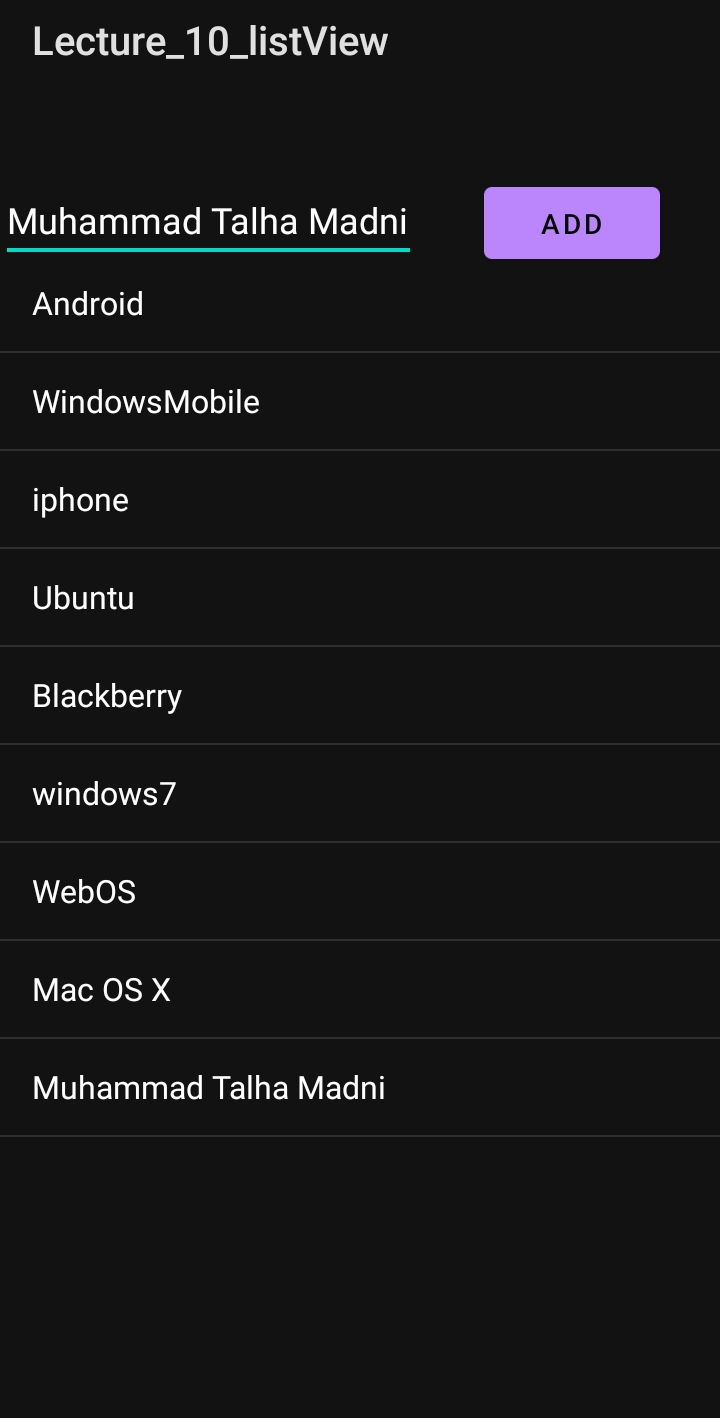 Lecture_10_listView
Muhammad Talha Madni
ADD
Android
WindowsMobile
iphone
Ubuntu
Blackberry
windows7
WebOS
Mac OS X
Muhammad Talha Madni